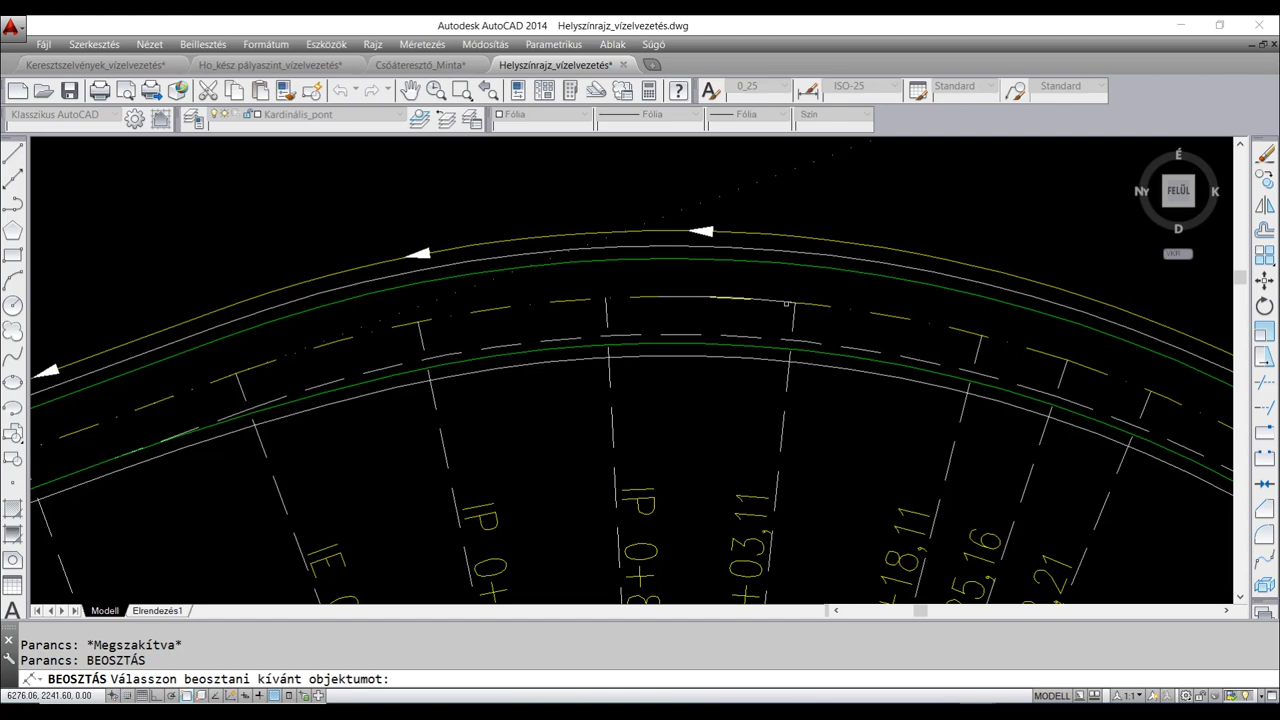 Autodesk AutoCAD 2014 Helyszínrajz_vízelvezetés.dwg
Fájl Szerkesztés Nézet Beillesztés Formátum Eszközök Rajz Méretezés Módosítás Parametrikus Ablak Súgó
Keresztszelvények_vízelvezetés* Ho_kész pályaszint_vízelvezetés* Csőáteresztő_Minta* Helyszínrajz_vízelvezetés*
0_25 ISO-25 Standard Standard
Klasszikus AutoCAD Kardinális_pont Fólia Fólia Fólia Szín
É
Ny FELÜL K
D
VKR
IE 0
IP 0+
IP 0+8
+03,11
+18,11
25,16
,21
Modell Elrendezés1
Parancs: *Megszakítva*
Parancs: BEOSZTÁS
BEOSZTÁS Válasszon beosztani kívánt objektumot:
6276.06, 2241.60, 0.00 MODELL 1:1